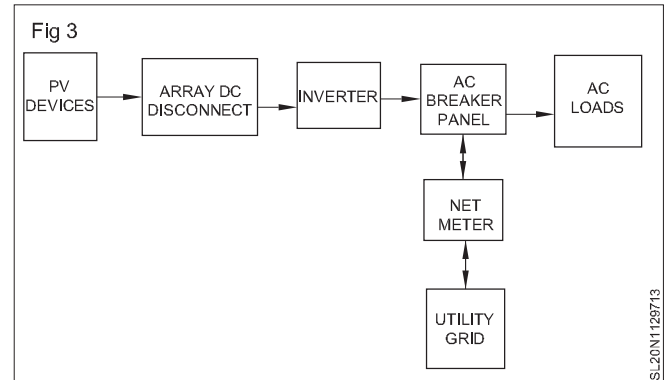 Fig 3
PV
DEVICES
ARRAY DC
DISCONNECT
INVERTER
AC
BREAKER
PANEL
AC
LOADS
NET
METER
UTILITY
GRID
SL20N1129713